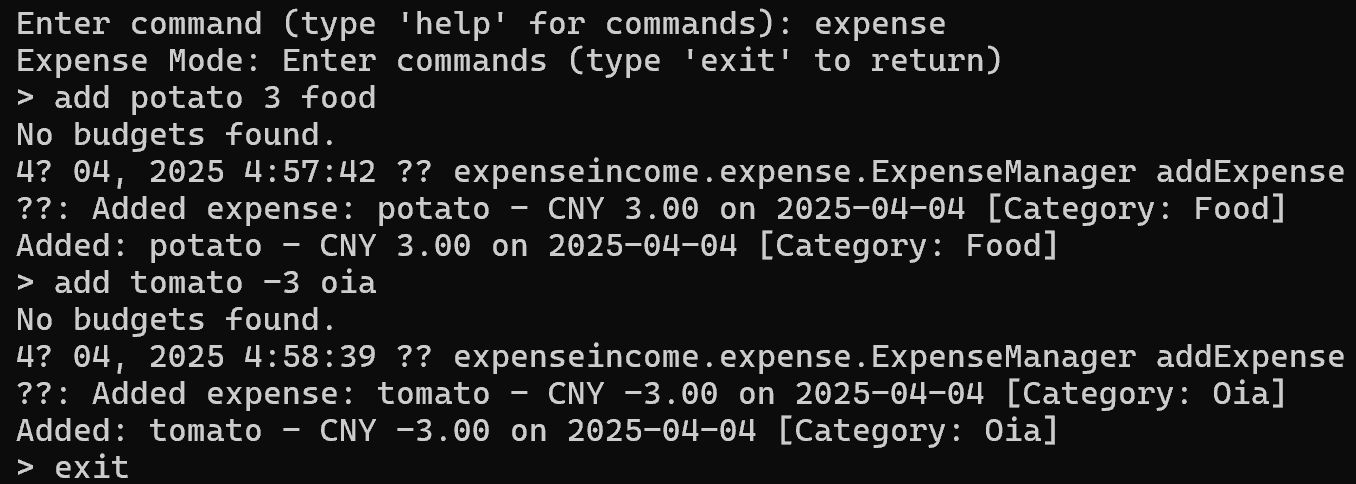 Enter command (type 'help' for commands): expense
Expense Mode: Enter commands (type 'exit' to return)
> add potato 3 food
No budgets found.
4? 04, 2025 4:57:42 ?? expenseincome.expense.ExpenseManager addExpense
??: Added expense: potato - CNY 3.00 on 2025-04-04 [Category: Food]
Added: potato - CNY 3.00 on 2025-04-04 [Category: Food]
> add tomato -3 oia
No budgets found.
4? 04, 2025 4:58:39 ?? expenseincome.expense.ExpenseManager addExpense
??: Added expense: tomato - CNY -3.00 on 2025-04-04 [Category: Oia]
Added: tomato - CNY -3.00 on 2025-04-04 [Category: Oia]
> exit